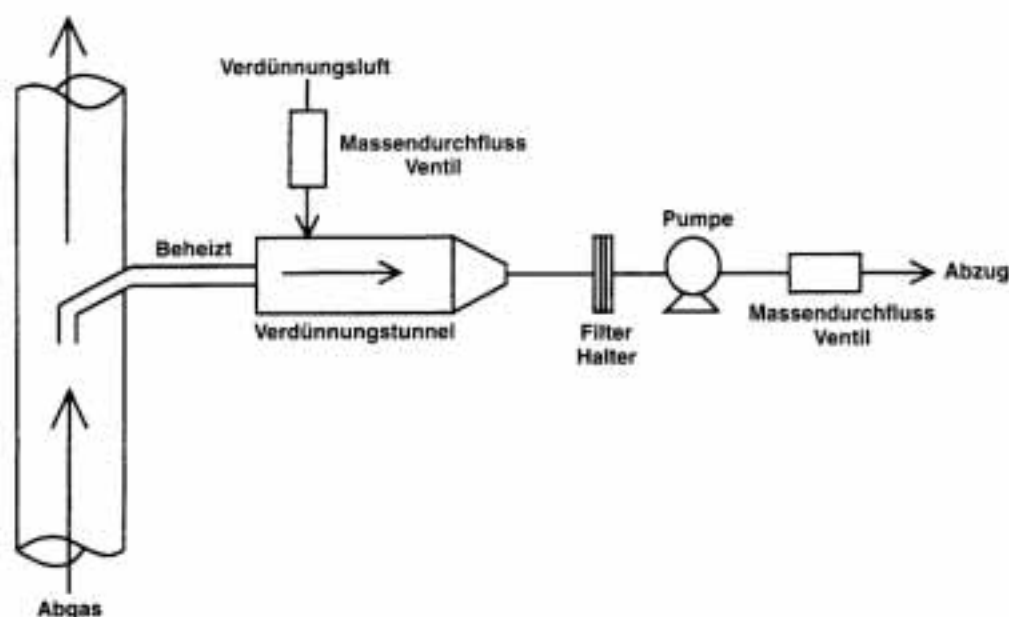 Verdünnungsluft
Massendurchfluss
Ventil
Pumpe
Beheizt
Abzug
Verdünnungstunnel
Filter
Halter
Massendurchfluss
Ventil
Abgas